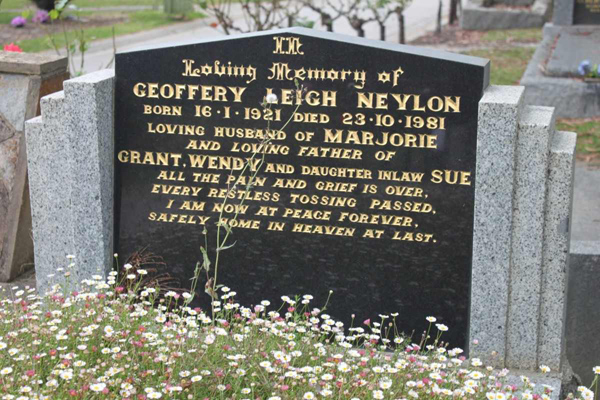 In
Loving Memory of
GEOFFERY LEIGH NEYLON
BORN 16·1·1921 DIED 23·10·1981
LOVING HUSBAND OF MARJORIE
AND LOVING FATHER OF
GRANT, WENDY AND DAUGHTER INLAW SUE
ALL THE PAIN AND GRIEF IS OVER,
EVERY RESTLESS TOSSING PASSED,
I AM NOW AT PEACE FOREVER,
SAFELY HOME IN HEAVEN AT LAST.